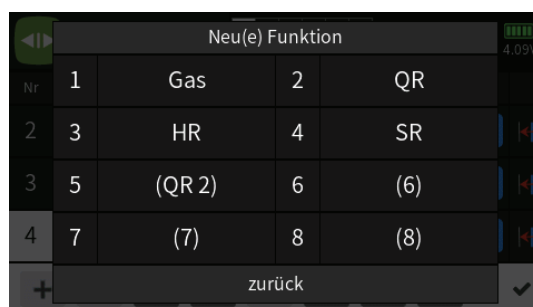 Neu(e) Funktion
4.09V
Nr
1 Gas 2 QR
2
3 HR 4 SR
3
5 (QR 2) 6 (6)
4
7 (7) 8 (8)
+
zurück